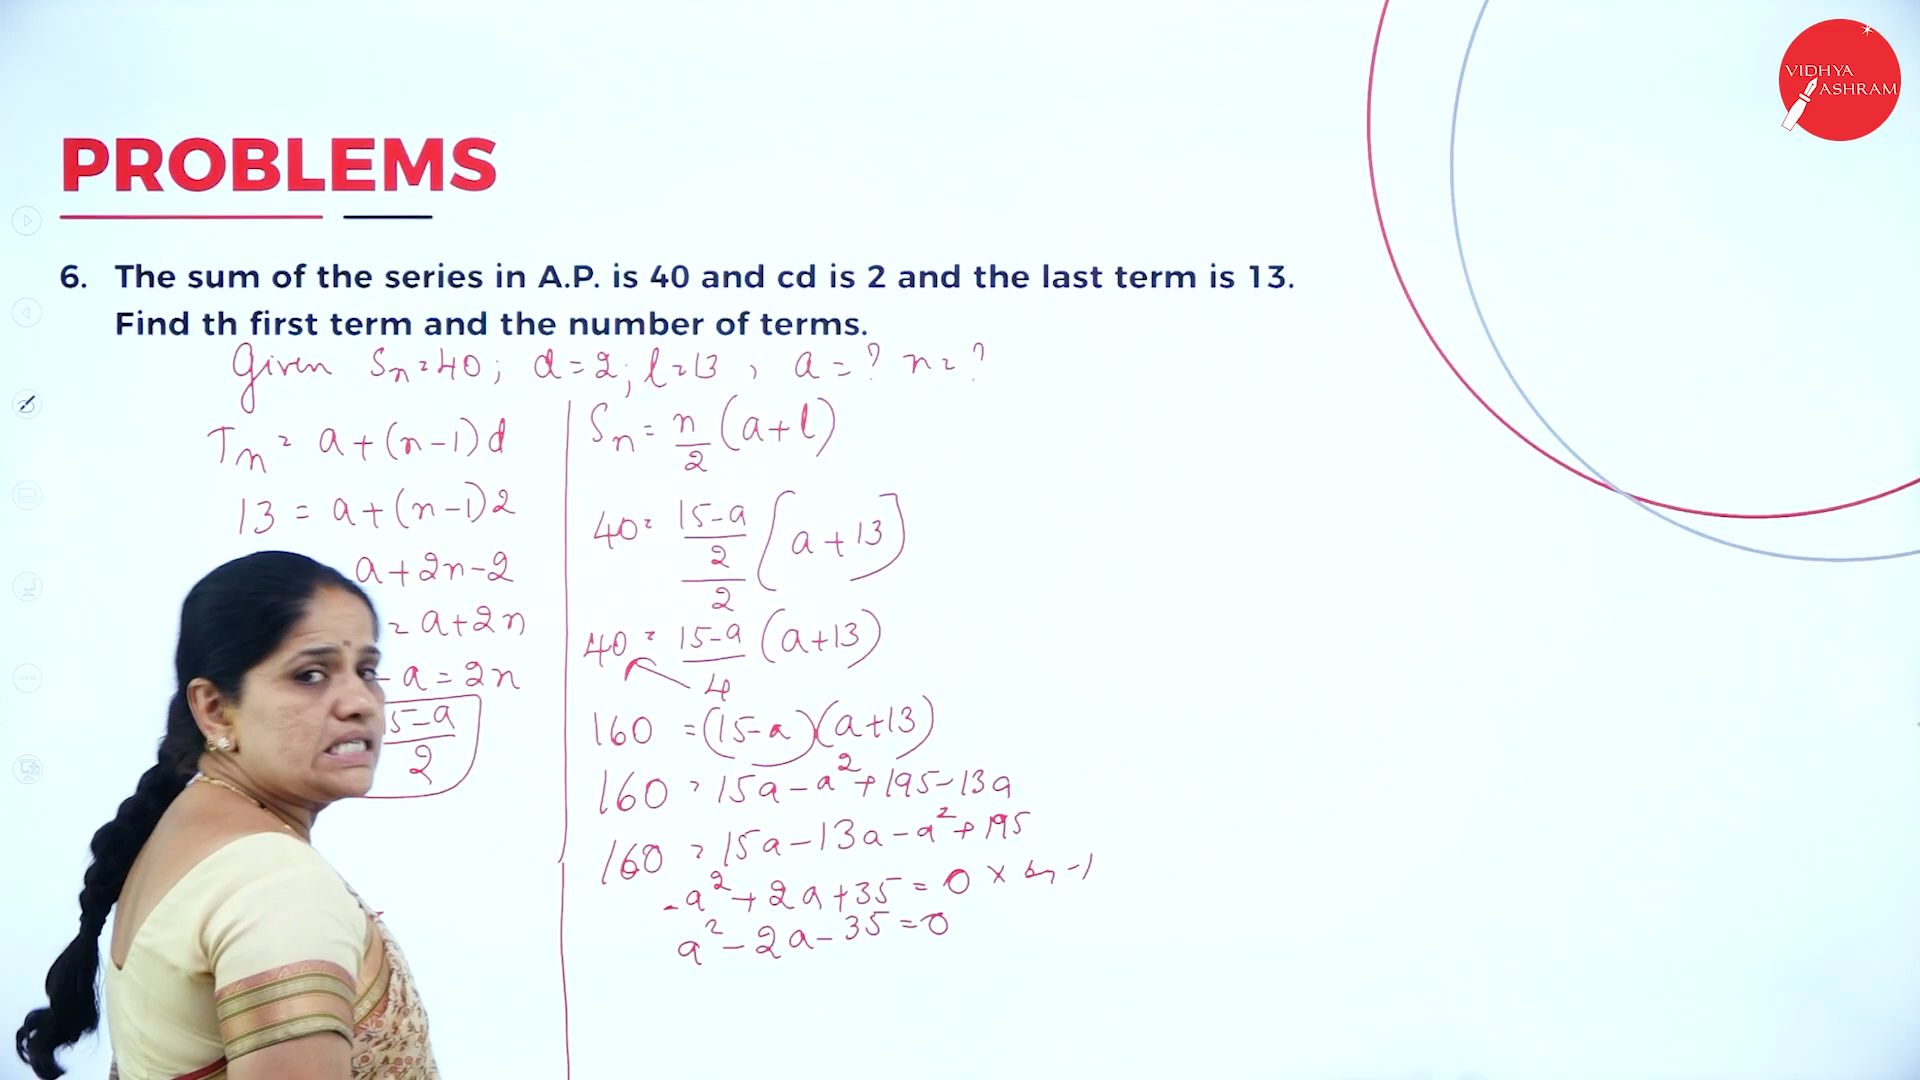 VIDHYA
ASHRAM
PROBLEMS
6. The sum of the series in A.P. is 40 and cd is 2 and the last term is 13.
Find th first term and the number of terms.
Given Sn = 40; d = 2; l = 13, a = ? n = ?
Tn = a + (n-1)d
13 = a + (n-1)2
a + 2n - 2
= a + 2n
- a = 2n
5-a/2
Sn = n/2 (a + l)
40 = 15-a/2/2 [a + 13]
40 = 15-a/4 (a+13)
160 = (15-a)(a+13)
160 = 15a - a² + 195 - 13a
160 = 15a - 13a - a² + 195
-a² + 2a + 35 = 0 × by -1
a² - 2a - 35 = 0